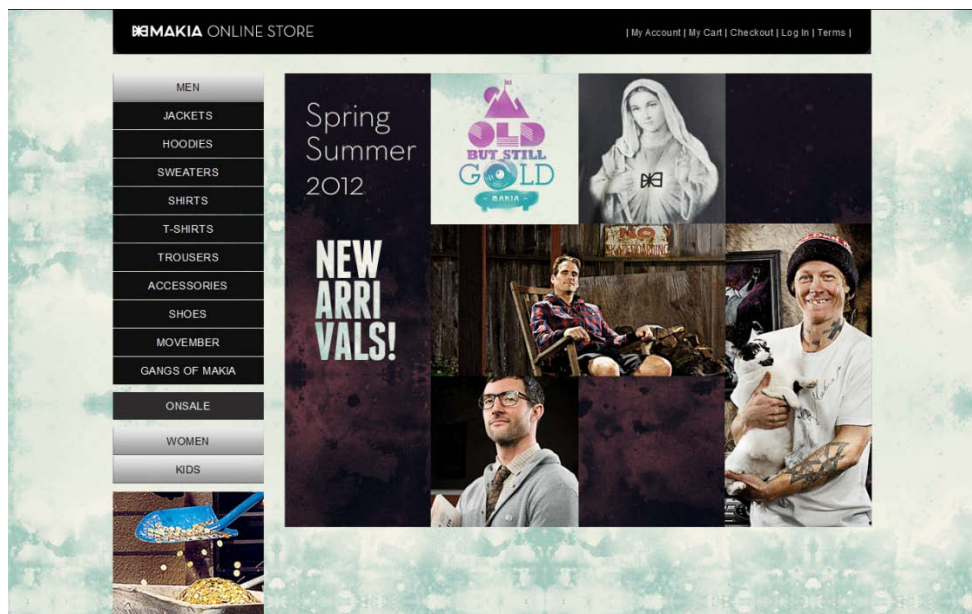 MAKIA ONLINE STORE
| My Account | My Cart | Checkout | Log In | Terms |
MEN
JACKETS
HOODIES
SWEATERS
SHIRTS
T-SHIRTS
TROUSERS
ACCESSORIES
SHOES
MOVEMBER
GANGS OF MAKIA
ONSALE
WOMEN
KIDS
Spring
Summer
2012
NEW
ARRI
VALS!
OLD
BUT STILL
GOLD
- MAKIA -
NO
SKATEBOARDING